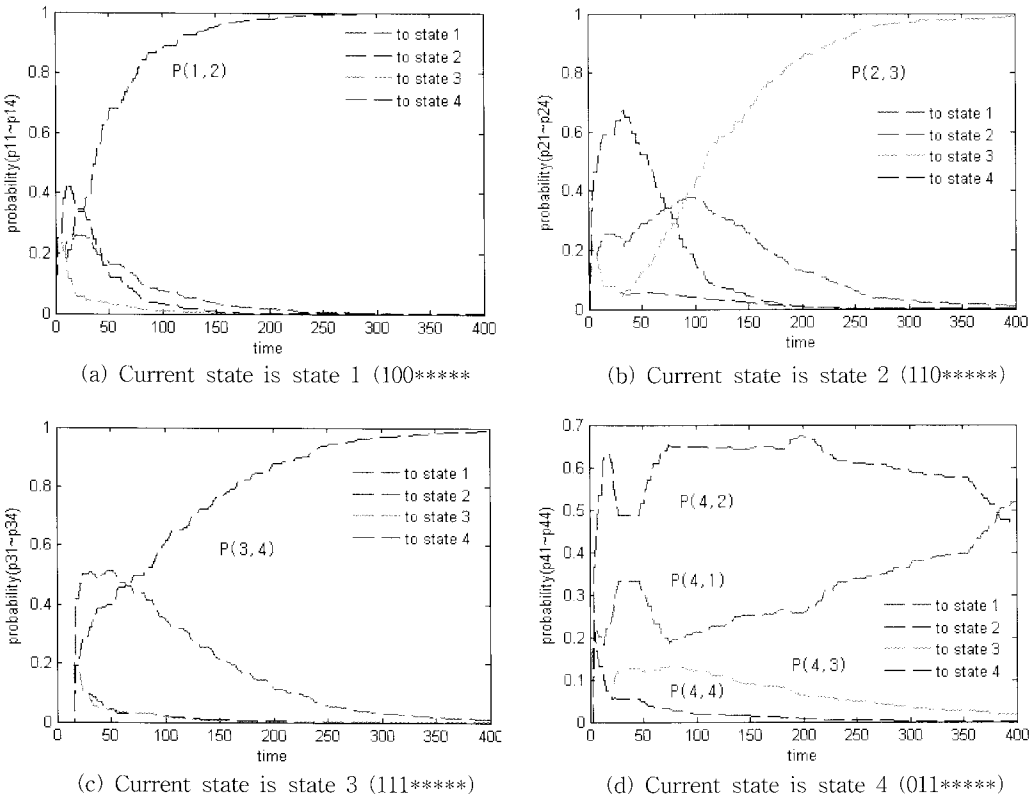 1
0.8
0.6
0.4
0.2
0
probability(p11~p14)
P(1,2)
to state 1
to state 2
to state 3
to state 4
0 50 100 150 200 250 300 350 400
time
(a) Current state is state 1 (100*****
1
0.8
0.6
0.4
0.2
0
probability(p21~p24)
P(2,3)
to state 1
to state 2
to state 3
to state 4
0 50 100 150 200 250 300 350 400
time
(b) Current state is state 2 (110*****)
1
0.8
0.6
0.4
0.2
0
probability(p31~p34)
P(3,4)
to state 1
to state 2
to state 3
to state 4
0 50 100 150 200 250 300 350 400
time
(c) Current state is state 3 (111*****)
0.7
0.6
0.5
0.4
0.3
0.2
0.1
0
probability(p41~p44)
P(4,2)
P(4,1)
to state 1
to state 2
to state 3
to state 4
P(4,3)
P(4,4)
0 50 100 150 200 250 300 350 400
time
(d) Current state is state 4 (011*****)